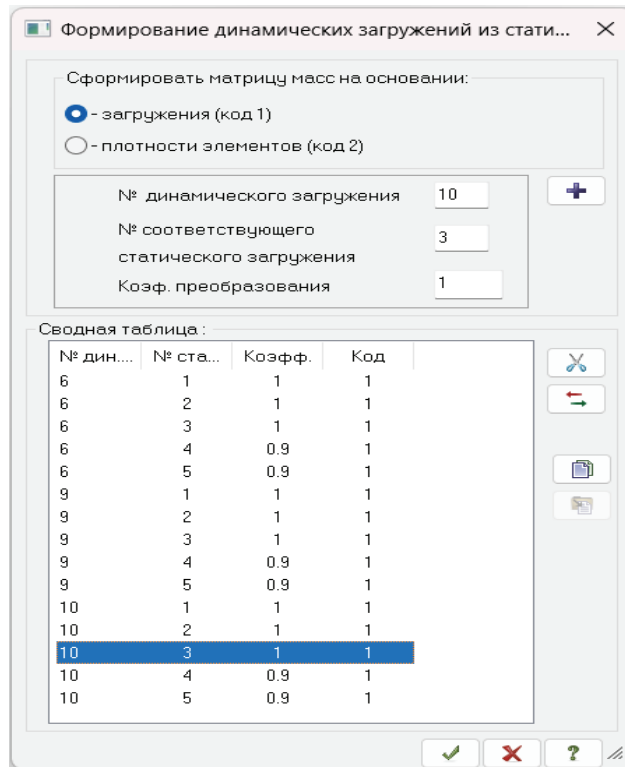 Формирование динамических загружений из стати...
Сформировать матрицу масс на основании:
- загружения (код 1)
- плотности элементов (код 2)
№ динамического загружения 10
№ соответствующего
статического загружения 3
Коэф. преобразования 1
Сводная таблица :
№ дин.... № ста... Коэфф. Код
6 1 1 1
6 2 1 1
6 3 1 1
6 4 0.9 1
6 5 0.9 1
9 1 1 1
9 2 1 1
9 3 1 1
9 4 0.9 1
9 5 0.9 1
10 1 1 1
10 2 1 1
10 3 1 1
10 4 0.9 1
10 5 0.9 1